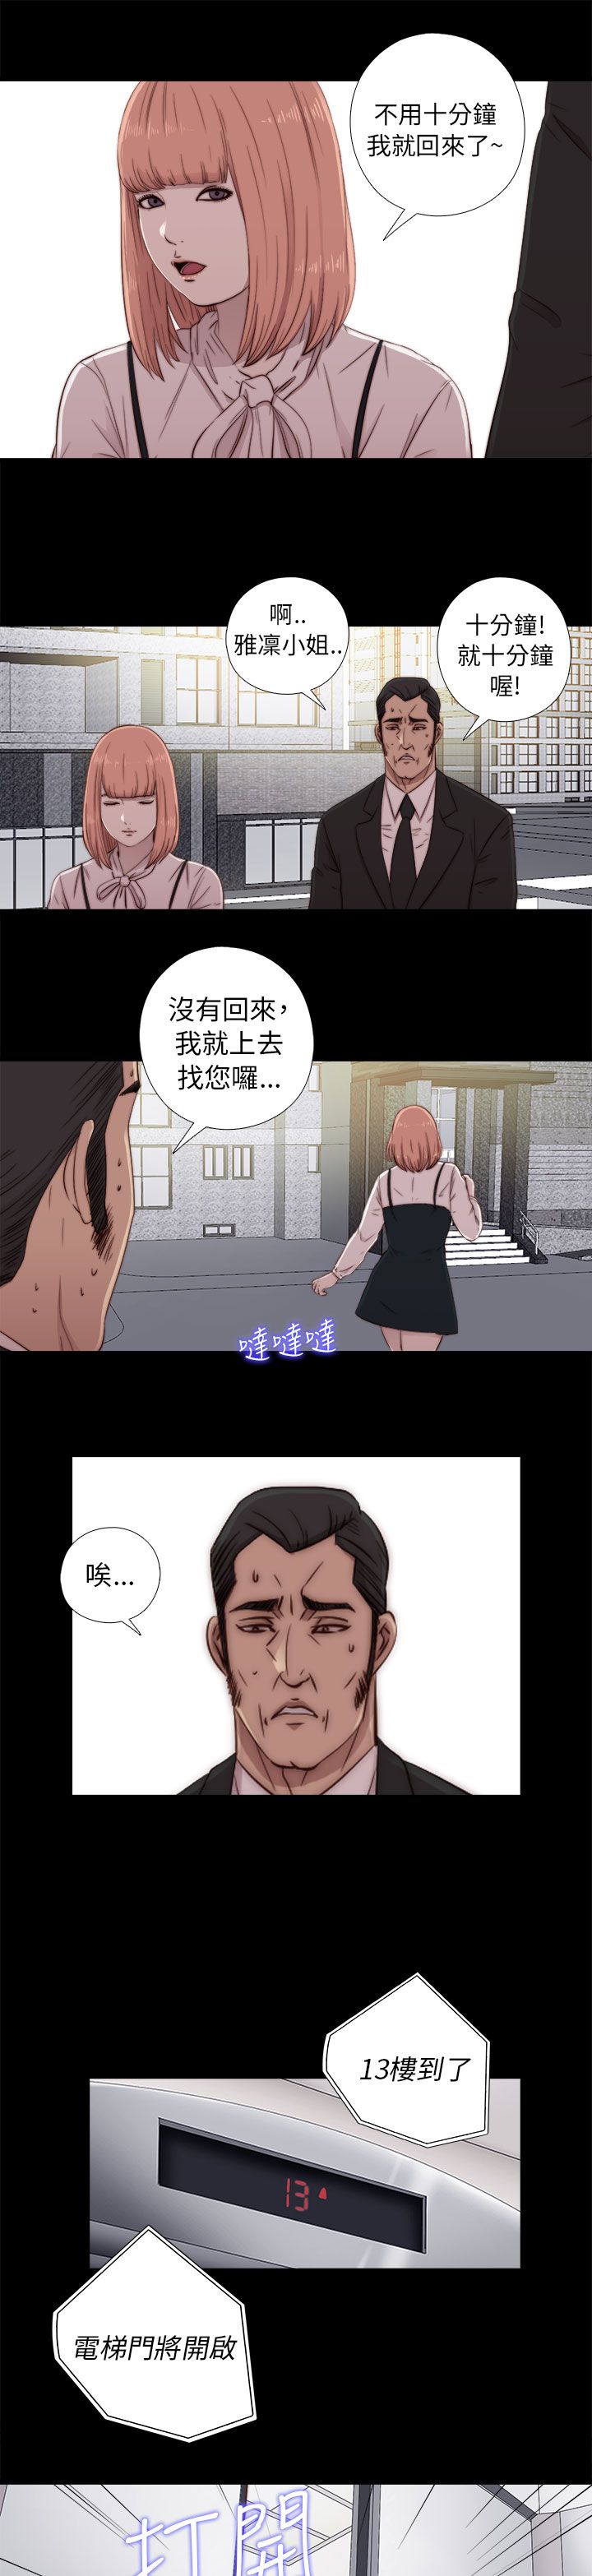 不用十分鐘
我就回來了~
啊..
雅凜小姐..
十分鐘!
就十分鐘
喔!
沒有回來,
我就上去
找您囉...
噠噠噠
唉...
13樓到了
13
電梯門將開啟
打開